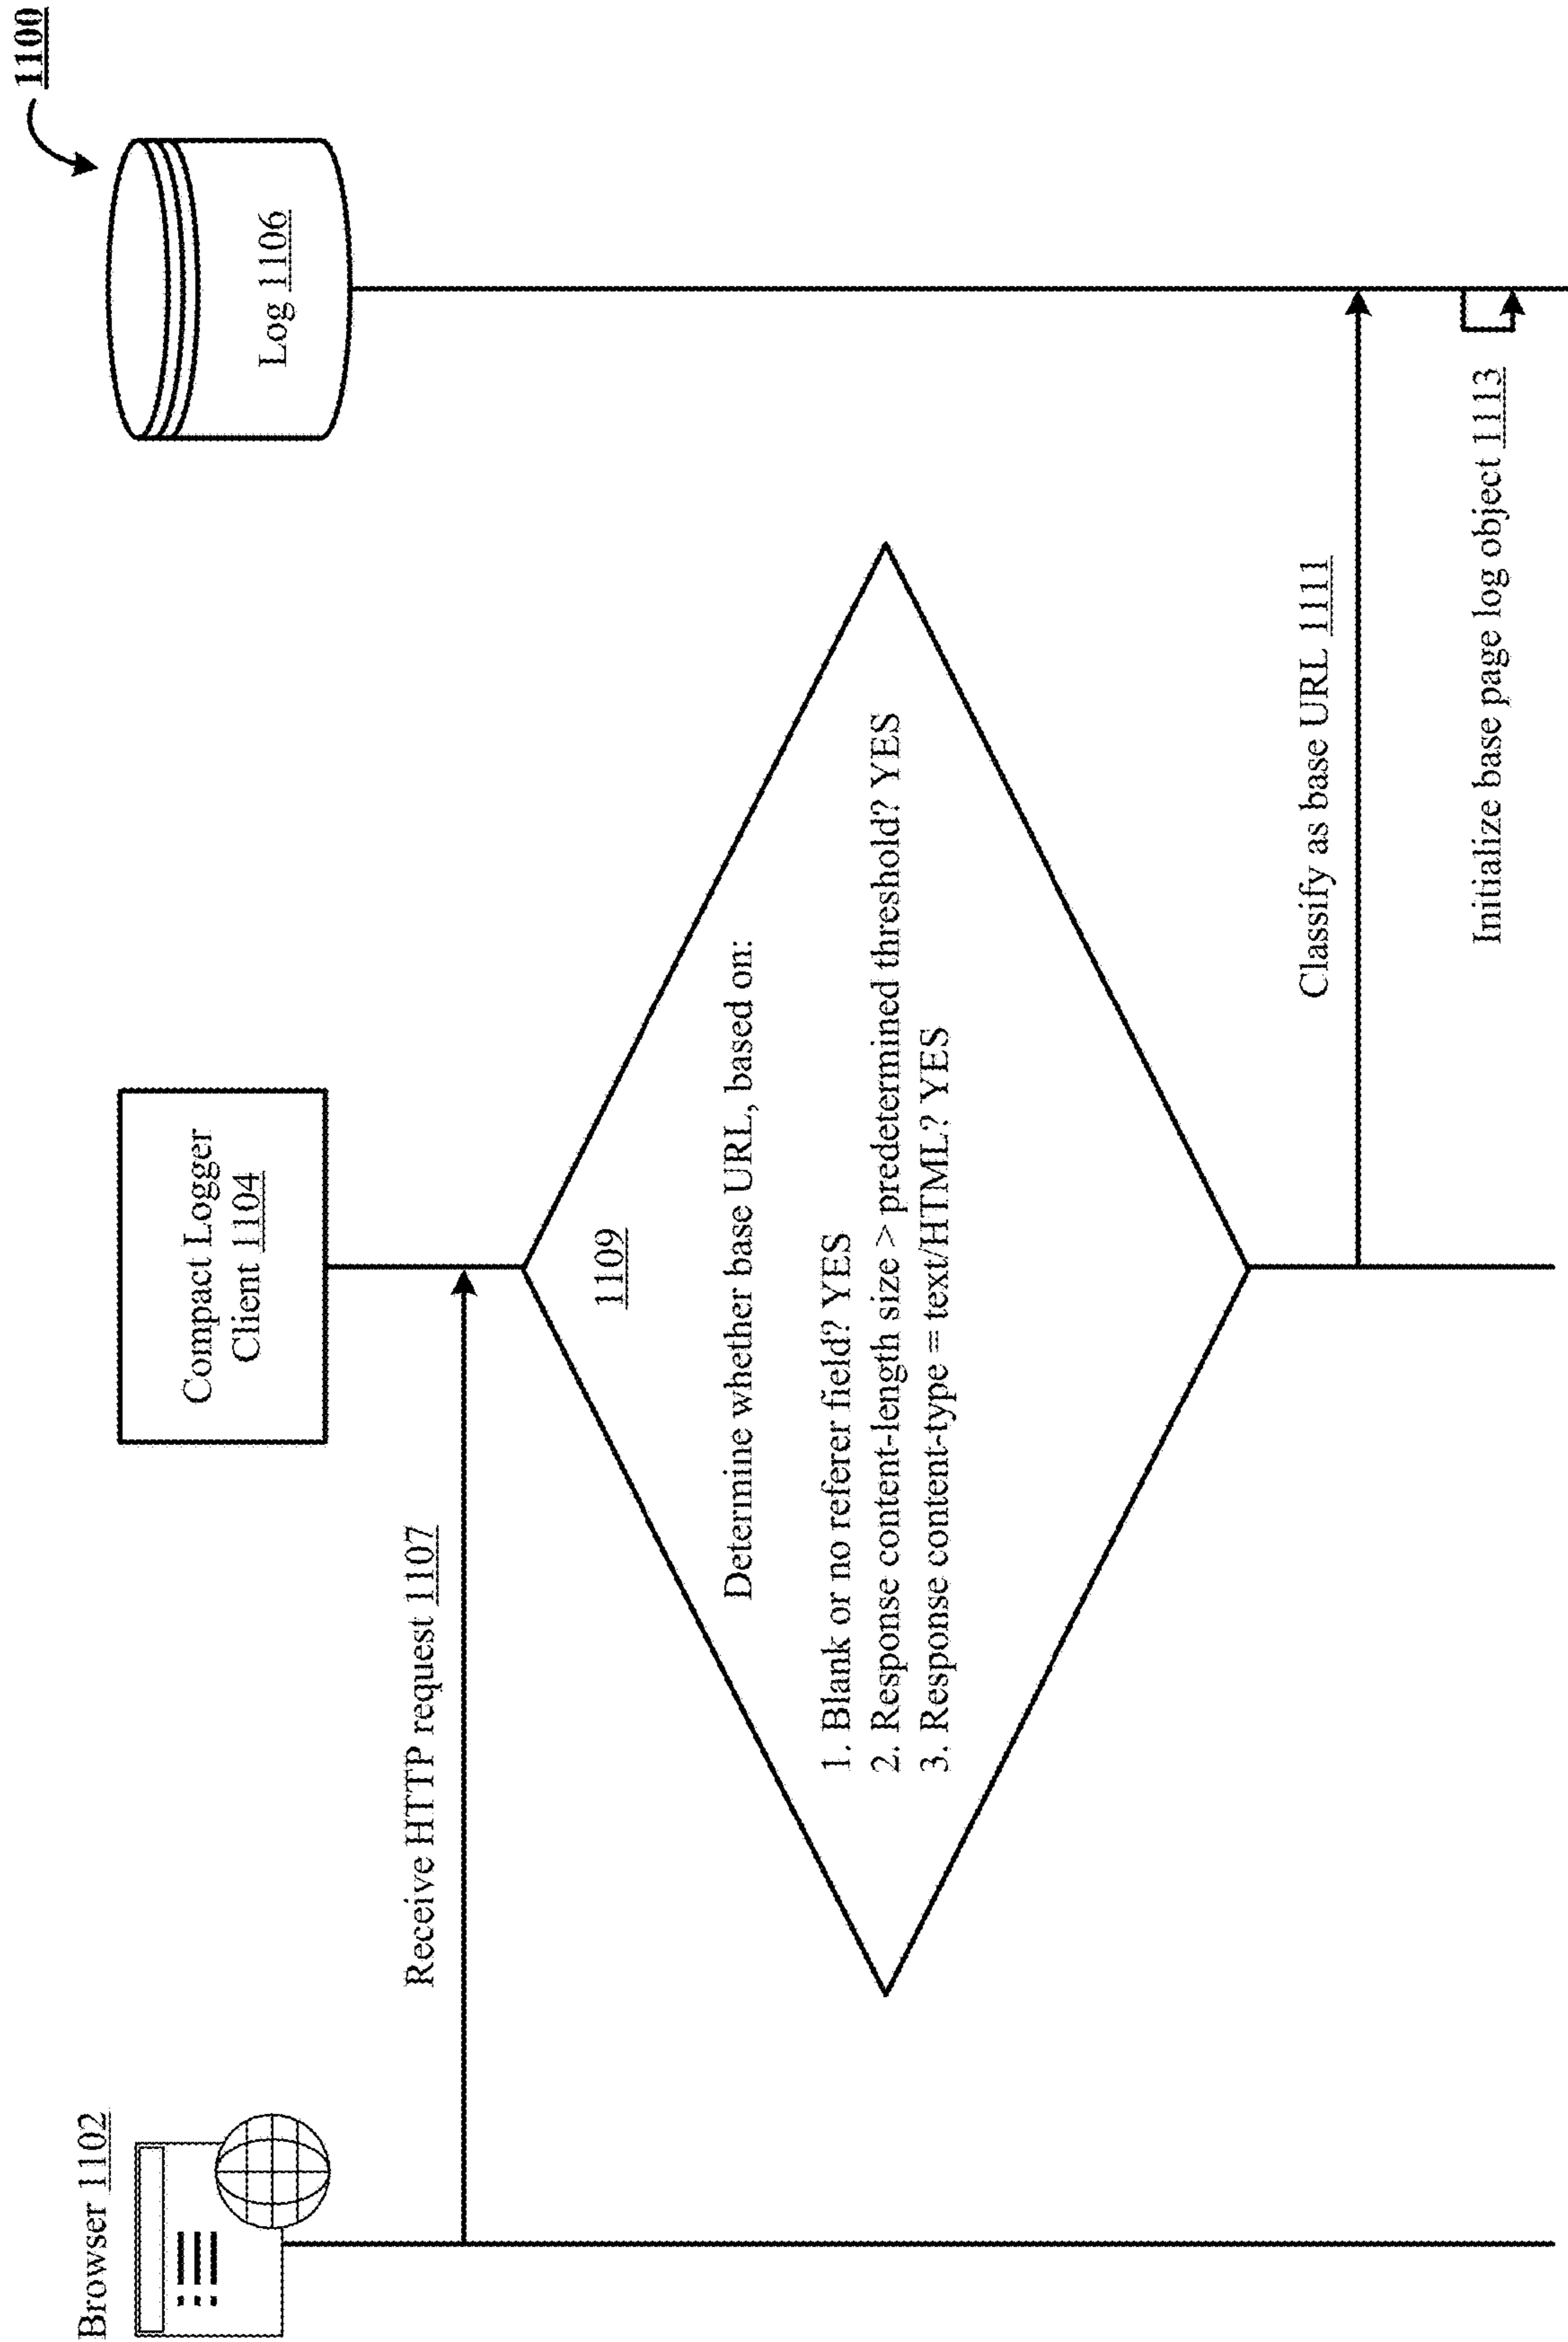 1100
Browser 1102
Compact Logger
Client 1104
Log 1106
Receive HTTP request 1107
1109
Determine whether base URL, based on:
1. Blank or no referer field? YES
2. Response content-length size > predetermined threshold? YES
3. Response content-type = text/HTML? YES
Classify as base URL 1111
Initialize base page log object 1113